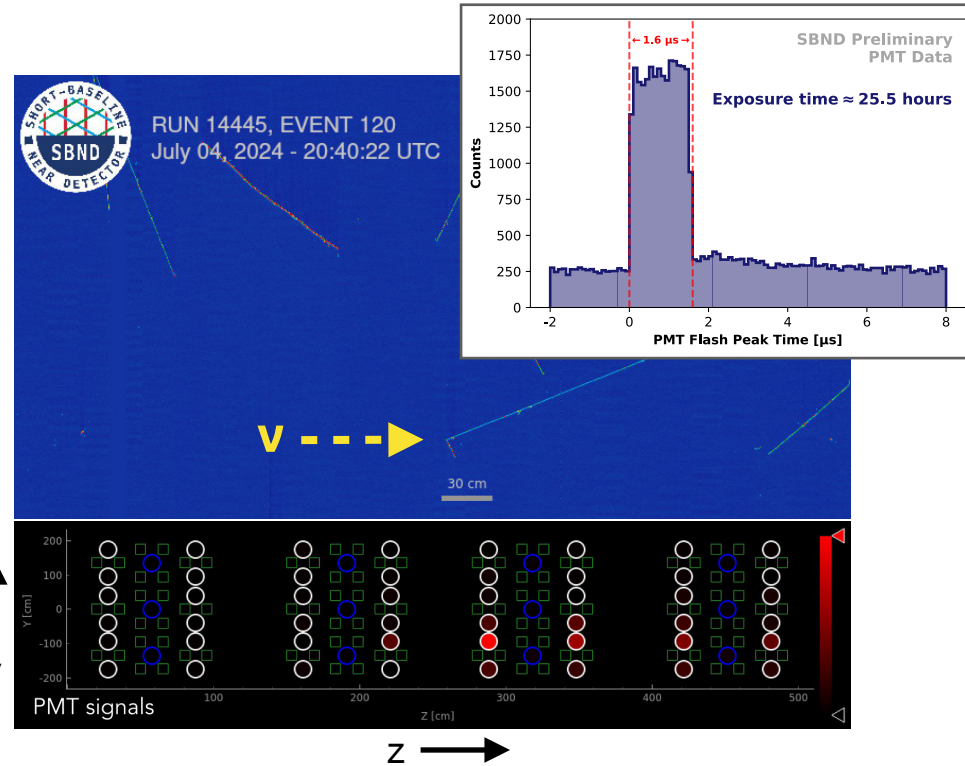 SHORT-BASELINE
SBND
NEAR DETECTOR
RUN 14445, EVENT 120
July 04, 2024 - 20:40:22 UTC
2000
1750
1500
1250
1000
750
500
250
0
Counts
←1.6 μs→
SBND Preliminary
PMT Data
Exposure time ≈ 25.5 hours
-2 0 2 4 6 8
PMT Flash Peak Time [μs]
ν
30 cm
200
100
0
-100
-200
Y [cm]
100 200 300 400 500
PMT signals
Z [cm]
z